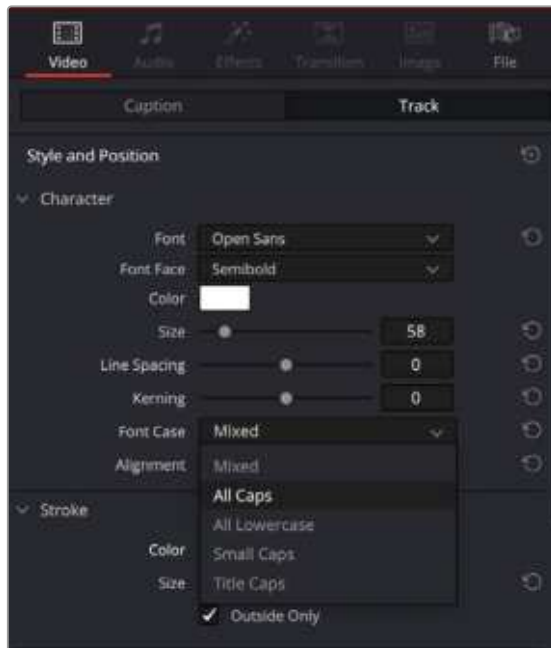 Video Audio Effects Transition Image File
Caption Track
Style and Position
Character
Font Open Sans
Font Face Semibold
Color
Size 58
Line Spacing 0
Kerning 0
Font Case Mixed
Alignment Mixed
All Caps
Stroke
All Lowercase
Color Small Caps
Size Title Caps
Outside Only